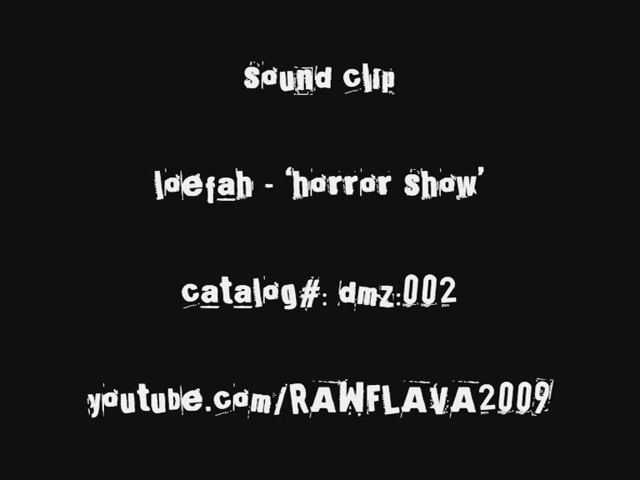 sound clip
loefah - 'horror show'
catalog#: dmz:002
youtube.com/RAWFLAVA2009